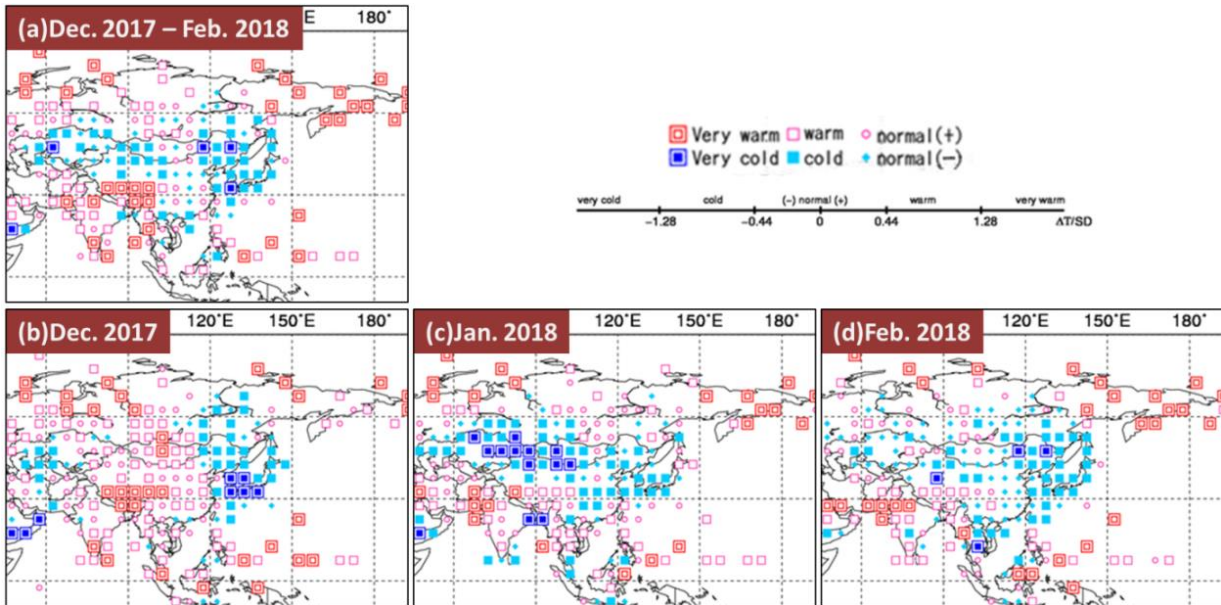 (a)Dec. 2017 – Feb. 2018
E 180°
Very warm warm normal(+)
Very cold cold normal(−)
very cold cold (−) normal (+) warm very warm
−1.28 −0.44 0 0.44 1.28 ΔT/SD
(b)Dec. 2017
120°E 150°E 180°
(c)Jan. 2018
120°E 150°E 180°
(d)Feb. 2018
120°E 150°E 180°